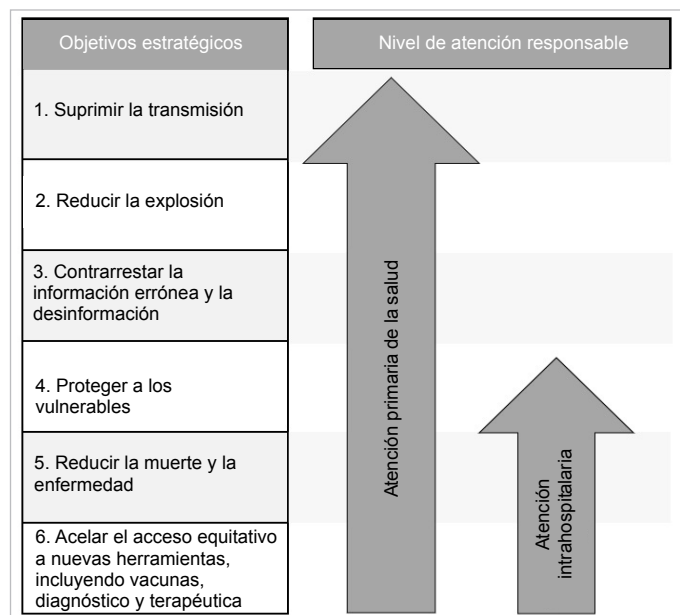 Objetivos estratégicos
Nivel de atención responsable
1. Suprimir la transmisión
2. Reducir la explosión
3. Contrarrestar la
información errónea y la
desinformación
4. Proteger a los
vulnerables
5. Reducir la muerte y la
enfermedad
6. Acelar el acceso equitativo
a nuevas herramientas,
incluyendo vacunas,
diagnóstico y terapéutica
Atención primaria de la salud
Atención
intrahospitalaria